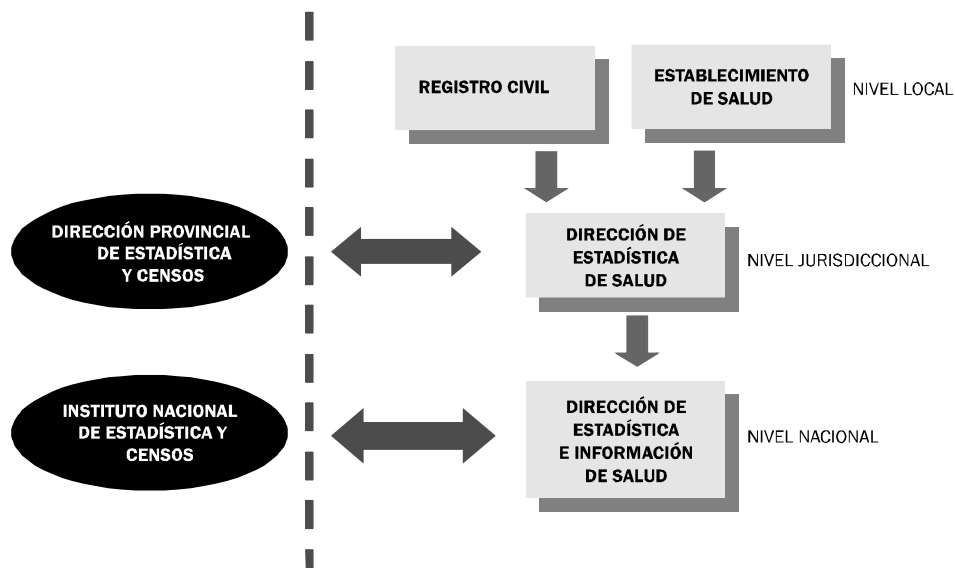 REGISTRO CIVIL
ESTABLECIMIENTO
DE SALUD
NIVEL LOCAL
DIRECCIÓN PROVINCIAL
DE ESTADÍSTICA
Y CENSOS
DIRECCIÓN DE
ESTADÍSTICA
DE SALUD
NIVEL JURISDICCIONAL
INSTITUTO NACIONAL
DE ESTADÍSTICA Y
CENSOS
DIRECCIÓN DE
ESTADÍSTICA
E INFORMACIÓN
DE SALUD
NIVEL NACIONAL